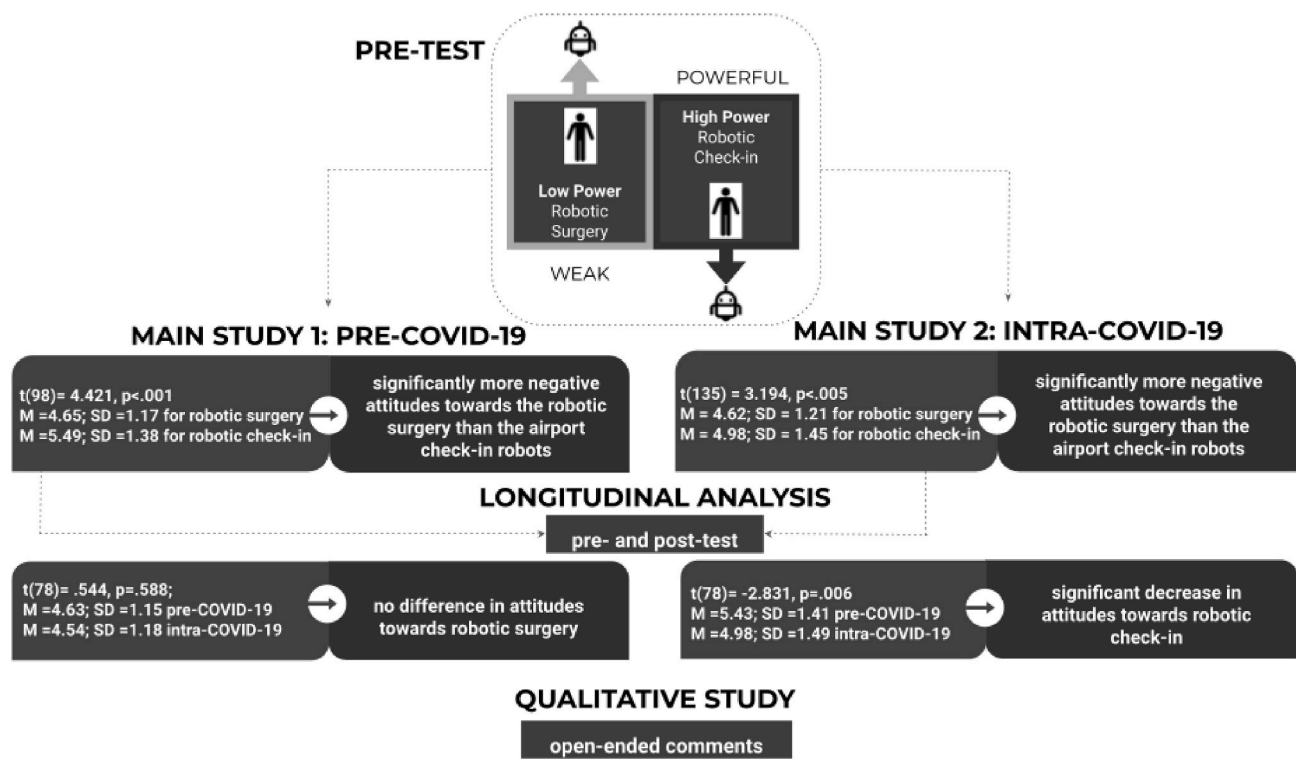 PRE-TEST
POWERFUL
High Power
Robotic
Check-in
Low Power
Robotic
Surgery
WEAK
MAIN STUDY 1: PRE-COVID-19
t(98)= 4.421, p<.001
M =4.65; SD =1.17 for robotic surgery
M =5.49; SD =1.38 for robotic check-in
significantly more negative
attitudes towards the robotic
surgery than the airport
check-in robots
MAIN STUDY 2: INTRA-COVID-19
t(135) = 3.194, p<.005
M = 4.62; SD = 1.21 for robotic surgery
M = 4.98; SD = 1.45 for robotic check-in
significantly more negative
attitudes towards the
robotic surgery than the
airport check-in robots
LONGITUDINAL ANALYSIS
pre- and post-test
t(78)= .544, p=.588;
M =4.63; SD =1.15 pre-COVID-19
M =4.54; SD =1.18 intra-COVID-19
no difference in attitudes
towards robotic surgery
t(78)= -2.831, p=.006
M =5.43; SD =1.41 pre-COVID-19
M =4.98; SD =1.49 intra-COVID-19
significant decrease in
attitudes towards robotic
check-in
QUALITATIVE STUDY
open-ended comments